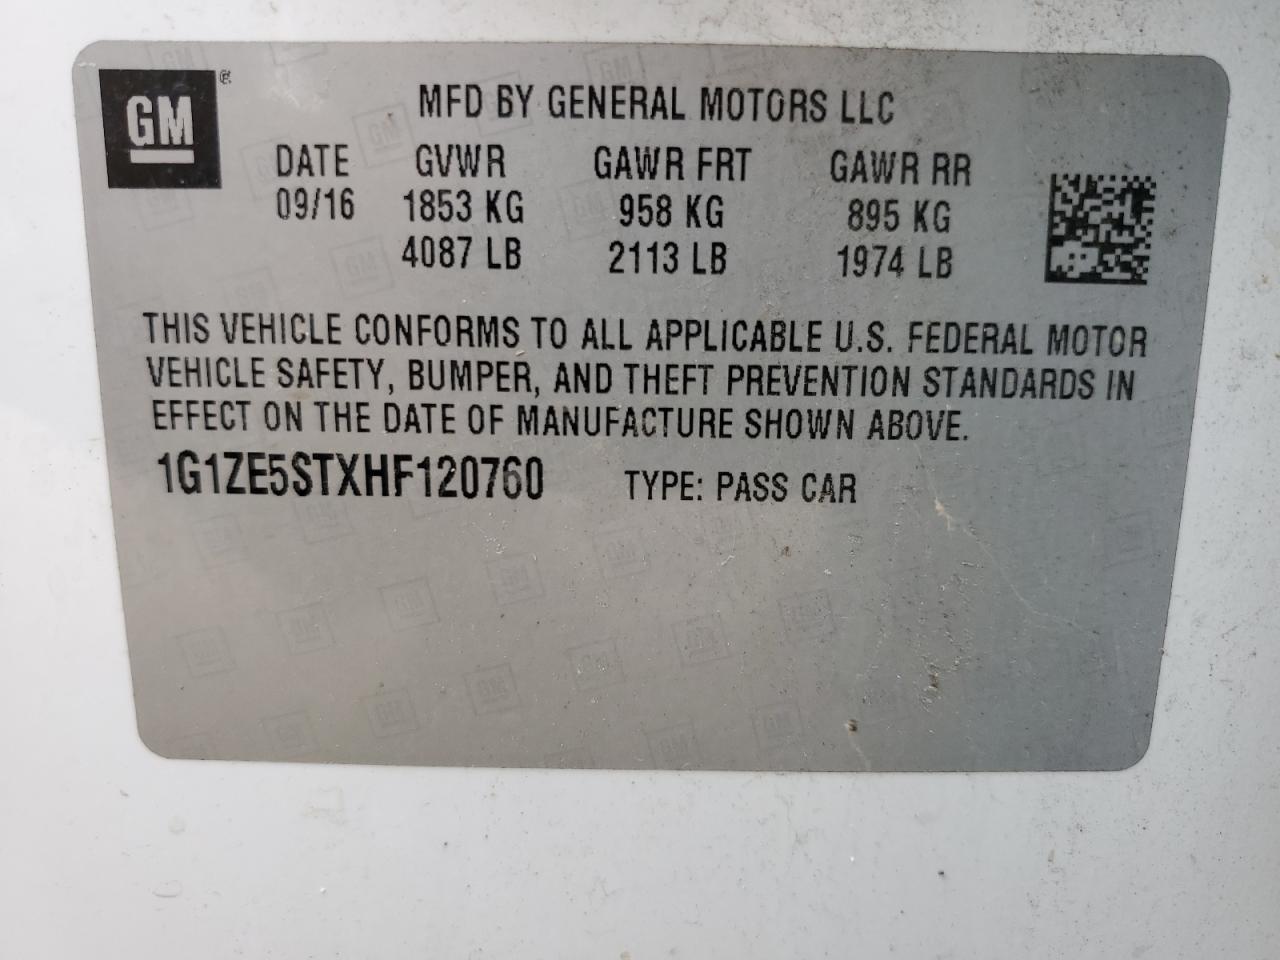 GM®
MFD BY GENERAL MOTORS LLC
DATE GVWR GAWR FRT GAWR RR
09/16 1853 KG 958 KG 895 KG
4087 LB 2113 LB 1974 LB
THIS VEHICLE CONFORMS TO ALL APPLICABLE U.S. FEDERAL MOTOR
VEHICLE SAFETY, BUMPER, AND THEFT PREVENTION STANDARDS IN
EFFECT ON THE DATE OF MANUFACTURE SHOWN ABOVE.
1G1ZE5STXHF120760 TYPE: PASS CAR